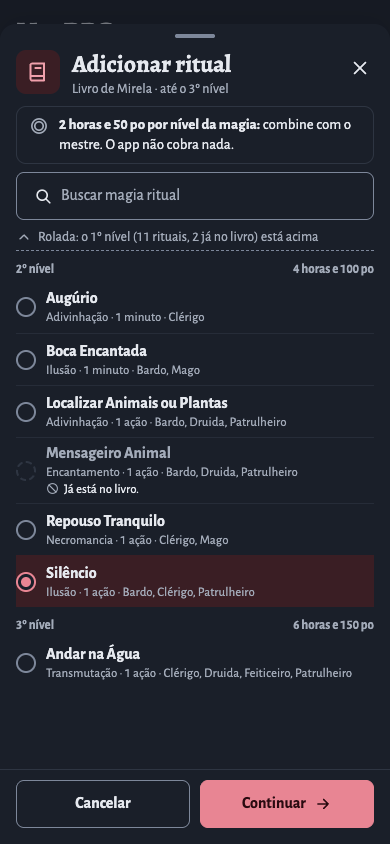 Adicionar ritual
Livro de Mirela · até o 3º nível
2 horas e 50 po por nível da magia: combine com o
mestre. O app não cobra nada.
Buscar magia ritual
Rolada: o 1º nível (11 rituais, 2 já no livro) está acima
2º nível 4 horas e 100 po
Augúrio
Adivinhação · 1 minuto · Clérigo
Boca Encantada
Ilusão · 1 minuto · Bardo, Mago
Localizar Animais ou Plantas
Adivinhação · 1 ação · Bardo, Druida, Patrulheiro
Mensageiro Animal
Encantamento · 1 ação · Bardo, Druida, Patrulheiro
Já está no livro.
Repouso Tranquilo
Necromancia · 1 ação · Clérigo, Mago
Silêncio
Ilusão · 1 ação · Bardo, Clérigo, Patrulheiro
3º nível 6 horas e 150 po
Andar na Água
Transmutação · 1 ação · Clérigo, Druida, Feiticeiro, Patrulheiro
Cancelar
Continuar →